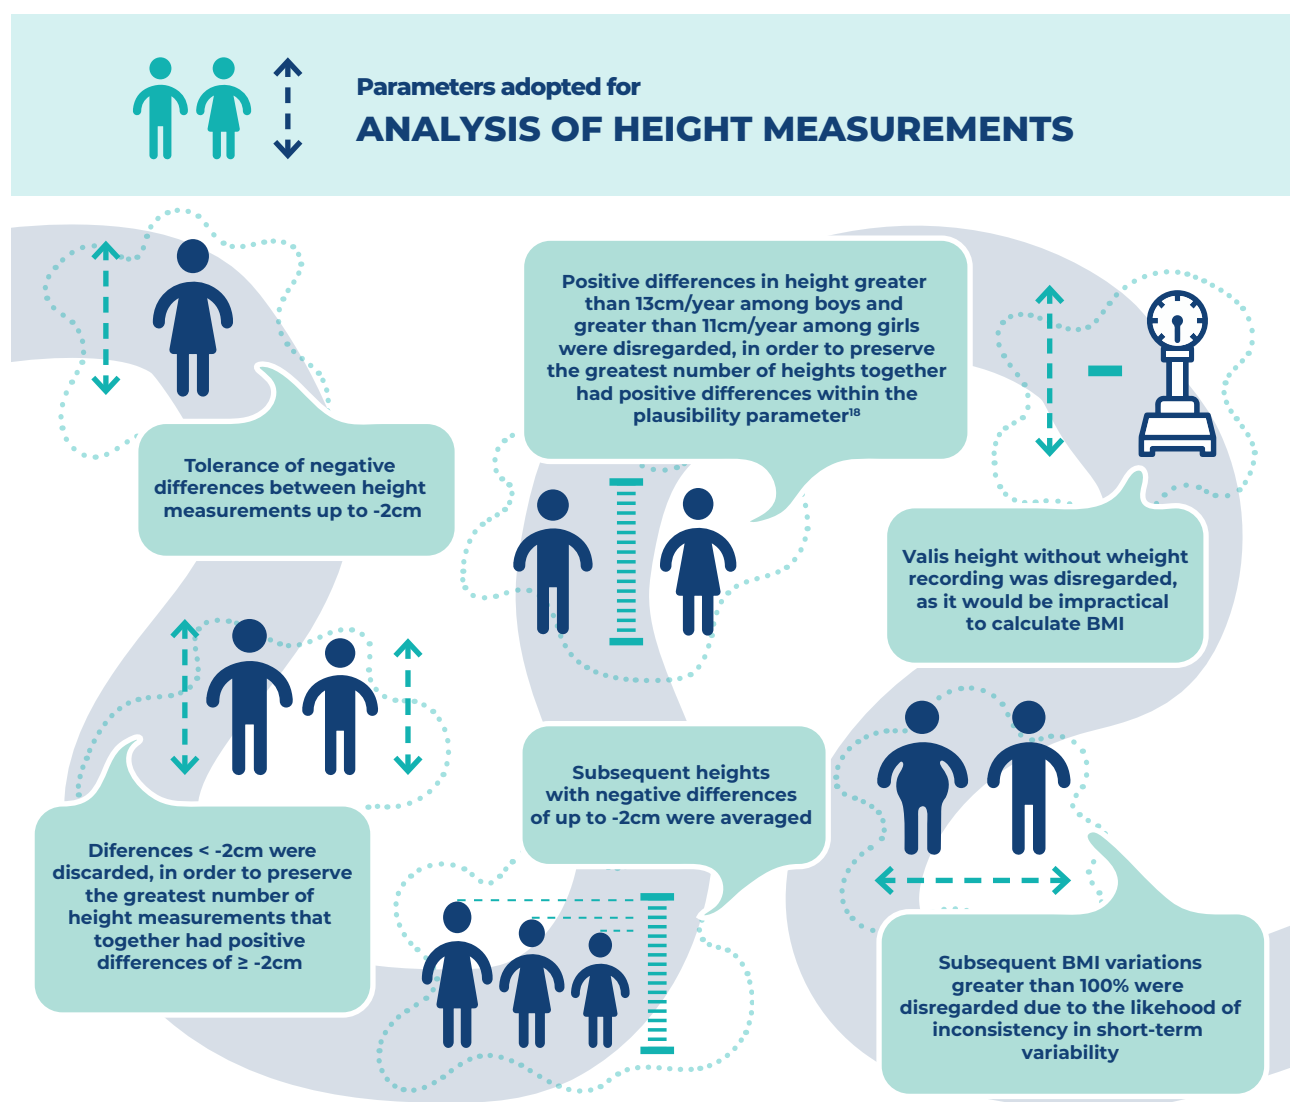 Parameters adopted for
ANALYSIS OF HEIGHT MEASUREMENTS
Tolerance of negative
differences between height
measurements up to -2cm
Diferences < -2cm were
discarded, in order to preserve
the greatest number of
height measurements that
together had positive
differences of ≥ -2cm
Subsequent heights
with negative differences
of up to -2cm were averaged
Positive differences in height greater
than 13cm/year among boys and
greater than 11cm/year among girls
were disregarded, in order to preserve
the greatest number of heights together
had positive differences within the
plausibility parameter¹⁸
Valis height without wheight
recording was disregarded,
as it would be impractical
to calculate BMI
Subsequent BMI variations
greater than 100% were
disregarded due to the likehood of
inconsistency in short-term
variability